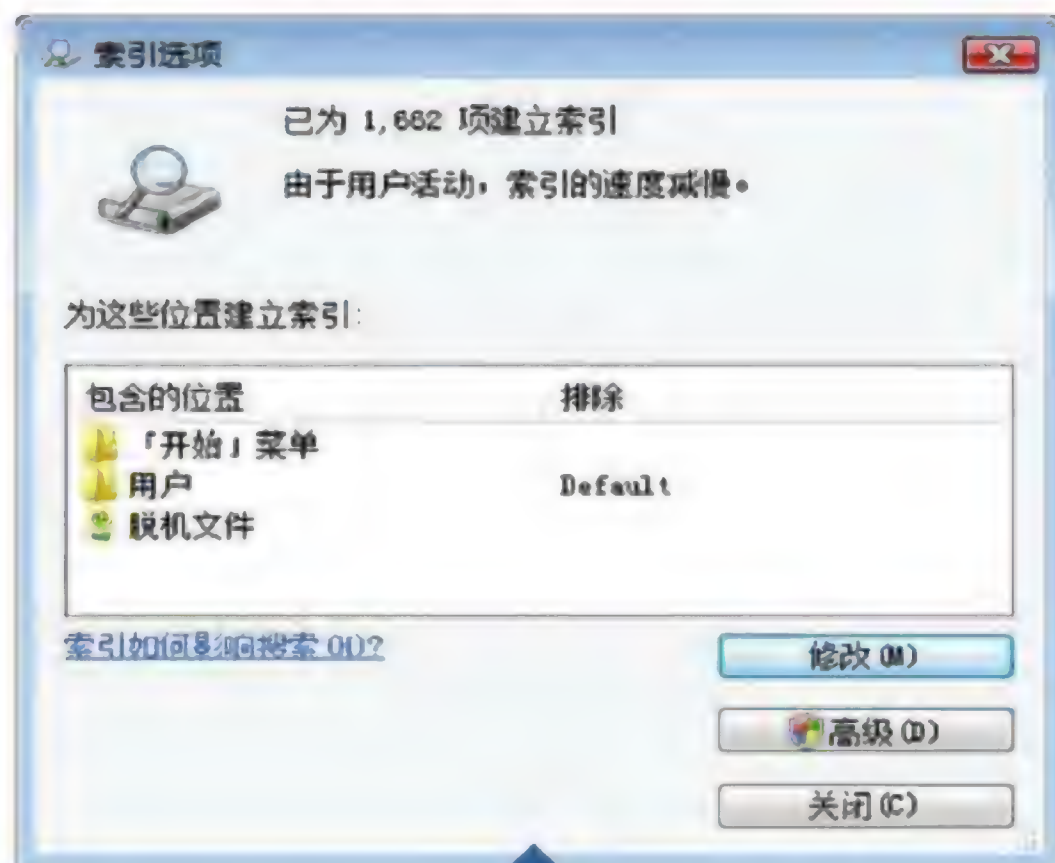 索引选项
已为 1,662 项建立索引
由于用户活动，索引的速度减慢。
为这些位置建立索引:
包含的位置 排除
「开始」菜单
用户 Default
脱机文件
索引如何影响搜索
修改(M)
高级(D)
关闭(C)